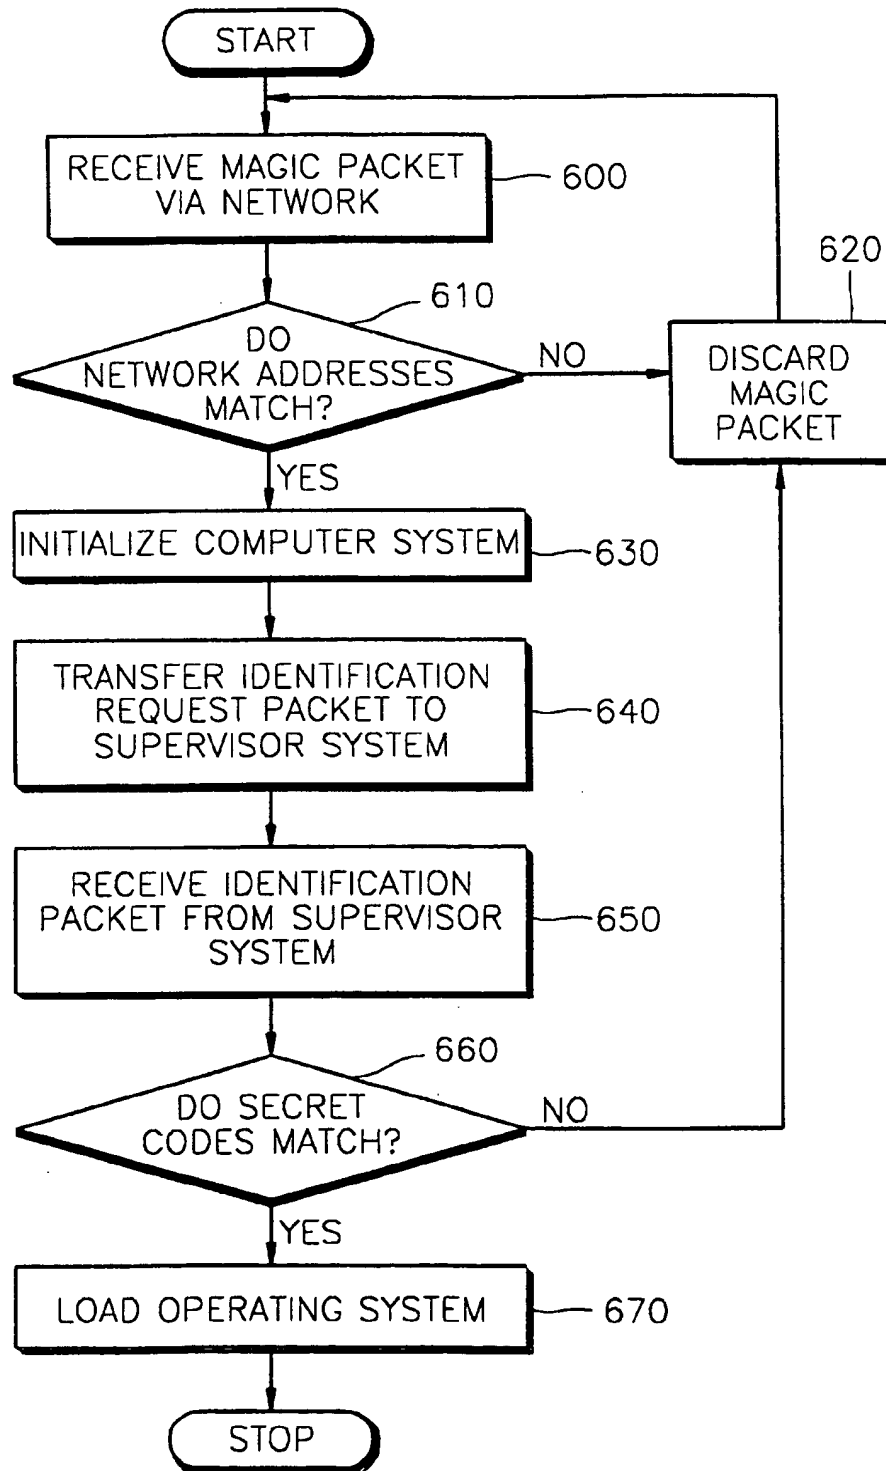 START
RECEIVE MAGIC PACKET
VIA NETWORK
600
620
610
DO
NETWORK ADDRESSES
MATCH?
NO
DISCARD
MAGIC
PACKET
YES
INITIALIZE COMPUTER SYSTEM
630
TRANSFER IDENTIFICATION
REQUEST PACKET TO
SUPERVISOR SYSTEM
640
RECEIVE IDENTIFICATION
PACKET FROM SUPERVISOR
SYSTEM
650
660
DO SECRET
CODES MATCH?
NO
YES
LOAD OPERATING SYSTEM
670
STOP